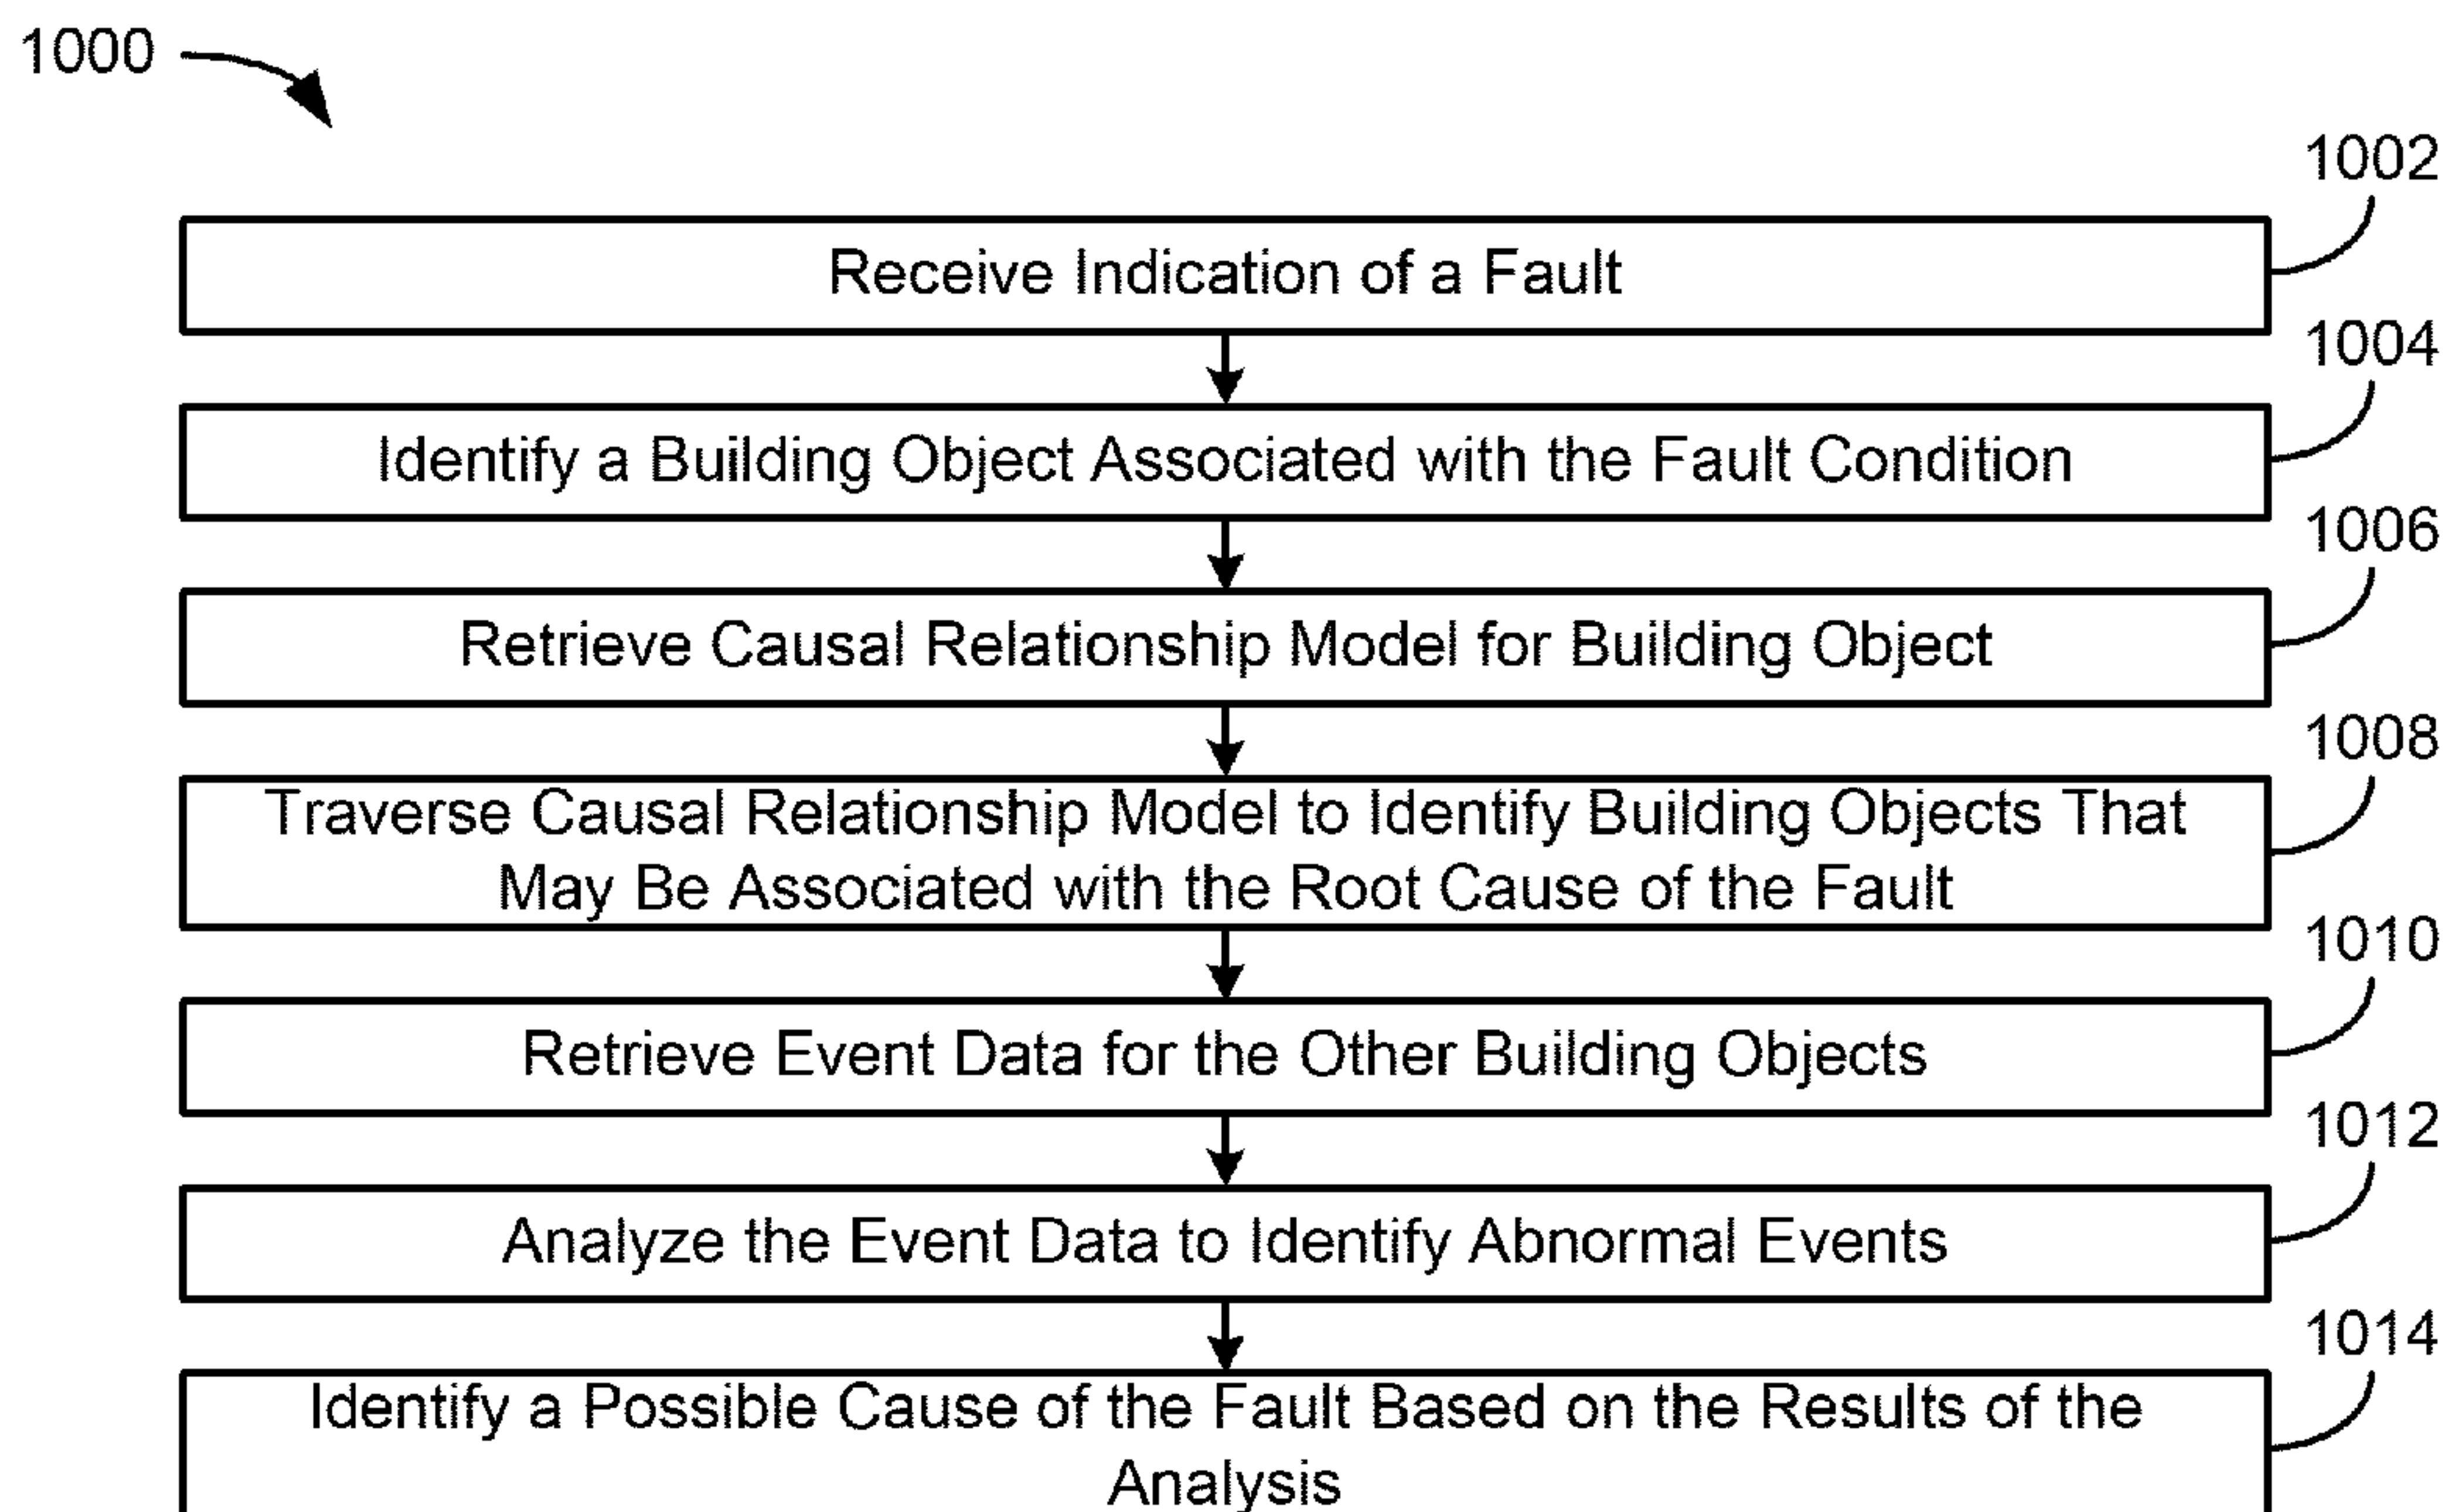 1000
1002
Receive Indication of a Fault
1004
Identify a Building Object Associated with the Fault Condition
1006
Retrieve Causal Relationship Model for Building Object
1008
Traverse Causal Relationship Model to Identify Building Objects That
May Be Associated with the Root Cause of the Fault
1010
Retrieve Event Data for the Other Building Objects
1012
Analyze the Event Data to Identify Abnormal Events
1014
Identify a Possible Cause of the Fault Based on the Results of the
Analysis